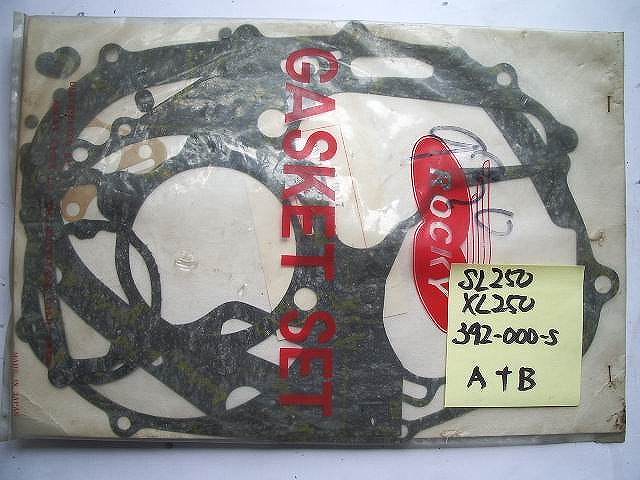 GASKET SET
ROCKY
SL250
XL250
392-000-S
A + B
MADE IN JAPAN